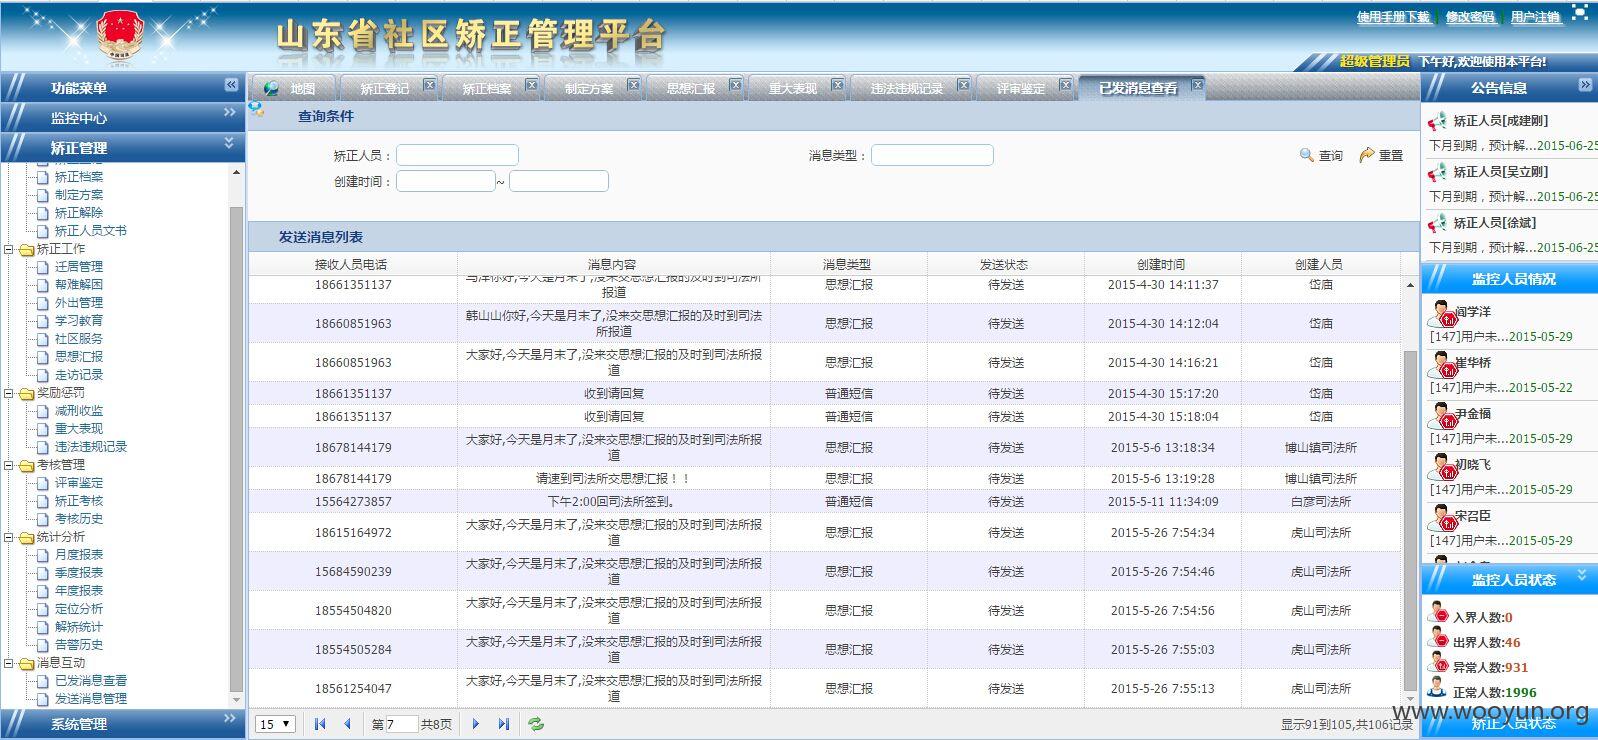 山东省社区矫正管理平台
使用手册下载 修改密码 用户注销
超级管理员 下午好,欢迎使用本平台!
功能菜单
监控中心
矫正管理
矫正档案
制定方案
矫正解除
矫正人员文书
矫正工作
迁居管理
帮难解困
外出管理
学习教育
社区服务
思想汇报
走访记录
奖励惩罚
减刑收监
重大表现
违法违规记录
考核管理
评审鉴定
矫正考核
考核历史
统计分析
月度报表
季度报表
年度报表
定位分析
解矫统计
告警历史
消息互动
已发消息查看
发送消息管理
系统管理
地图 矫正登记 矫正档案 制定方案 思想汇报 重大表现 违法违规记录 评审鉴定 已发消息查看
查询条件
矫正人员： 消息类型： 查询 重置
创建时间： ~
发送消息列表
接收人员电话 消息内容 消息类型 发送状态 创建时间 创建人员
18661351137 你好,今天是月末了,没来交思想汇报的及时到司法所报道 思想汇报 待发送 2015-4-30 14:11:37 岱庙
18660851963 韩山山你好,今天是月末了,没来交思想汇报的及时到司法所报道 思想汇报 待发送 2015-4-30 14:12:04 岱庙
18660851963 大家好,今天是月末了,没来交思想汇报的及时到司法所报道 思想汇报 待发送 2015-4-30 14:16:21 岱庙
18661351137 收到请回复 普通短信 待发送 2015-4-30 15:17:20 岱庙
18661351137 收到请回复 普通短信 待发送 2015-4-30 15:18:04 岱庙
18678144179 大家好,今天是月末了,没来交思想汇报的及时到司法所报道 思想汇报 待发送 2015-5-6 13:18:34 博山镇司法所
18678144179 请速到司法所交思想汇报！！ 思想汇报 待发送 2015-5-6 13:19:28 博山镇司法所
15564273857 下午2:00回司法所签到。 普通短信 待发送 2015-5-11 11:34:09 白彦司法所
18615164972 大家好,今天是月末了,没来交思想汇报的及时到司法所报道 思想汇报 待发送 2015-5-26 7:54:34 虎山司法所
15684590239 大家好,今天是月末了,没来交思想汇报的及时到司法所报道 思想汇报 待发送 2015-5-26 7:54:46 虎山司法所
18554504820 大家好,今天是月末了,没来交思想汇报的及时到司法所报道 思想汇报 待发送 2015-5-26 7:54:56 虎山司法所
18554505284 大家好,今天是月末了,没来交思想汇报的及时到司法所报道 思想汇报 待发送 2015-5-26 7:55:03 虎山司法所
18561254047 大家好,今天是月末了,没来交思想汇报的及时到司法所报道 思想汇报 待发送 2015-5-26 7:55:13 虎山司法所
15 第 7 共8页 显示91到105,共106记录
公告信息
矫正人员[成建刚]
下月到期，预计解...2015-06-25
矫正人员[吴立刚]
下月到期，预计解...2015-06-25
矫正人员[徐斌]
下月到期，预计解...2015-06-25
监控人员情况
阎学洋
[147]用户未...2015-05-29
崔华桥
[147]用户未...2015-05-22
尹金福
[147]用户未...2015-05-29
初晓飞
[147]用户未...2015-05-29
宋召臣
[147]用户未...2015-05-29
监控人员状态
入界人数:0
出界人数:46
异常人数:931
正常人数:1996
矫正人员状态
www.wooyun.org